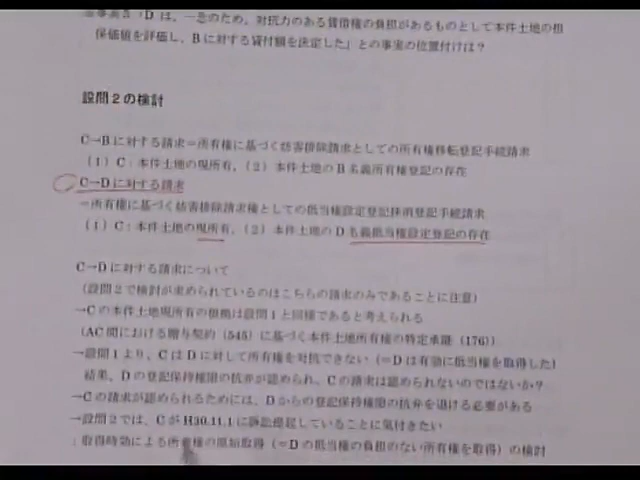 「Dは、一応のため、対抗力のある賃借権の負担があるものとして本件土地の担
保価値を評価し、Bに対する貸付額を決定した」との事実の位置付けは？
設問２の検討
C→Bに対する請求＝所有権に基づく妨害排除請求としての所有権移転登記手続請求
（1）C：本件土地の現所有、（2）本件土地のB名義所有権登記の存在
C→Dに対する請求
＝所有権に基づく妨害排除請求権としての抵当権設定登記抹消登記手続請求
（1）C：本件土地の現所有、（2）本件土地のD名義抵当権設定登記の存在
C→Dに対する請求について
（設問２で検討が求められているのはこちらの請求のみであることに注意）
→Cの本件土地現所有の根拠は設問１と同様であると考えられる
（AC間における贈与契約（545）に基づく本件土地所有権の特定承継（176））
→設問１より、CはDに対して所有権を対抗できない（＝Dは有効に抵当権を取得した）
結果、Dの登記保持権限の抗弁が認められ、Cの請求は認められないのではないか？
→Cの請求が認められるためには、Dからの登記保持権限の抗弁を退ける必要がある
→設問２では、CがH30.11.1に訴訟提起していることに気付きたい
：取得時効による所有権の原始取得（＝Dの抵当権の負担のない所有権を取得）の検討